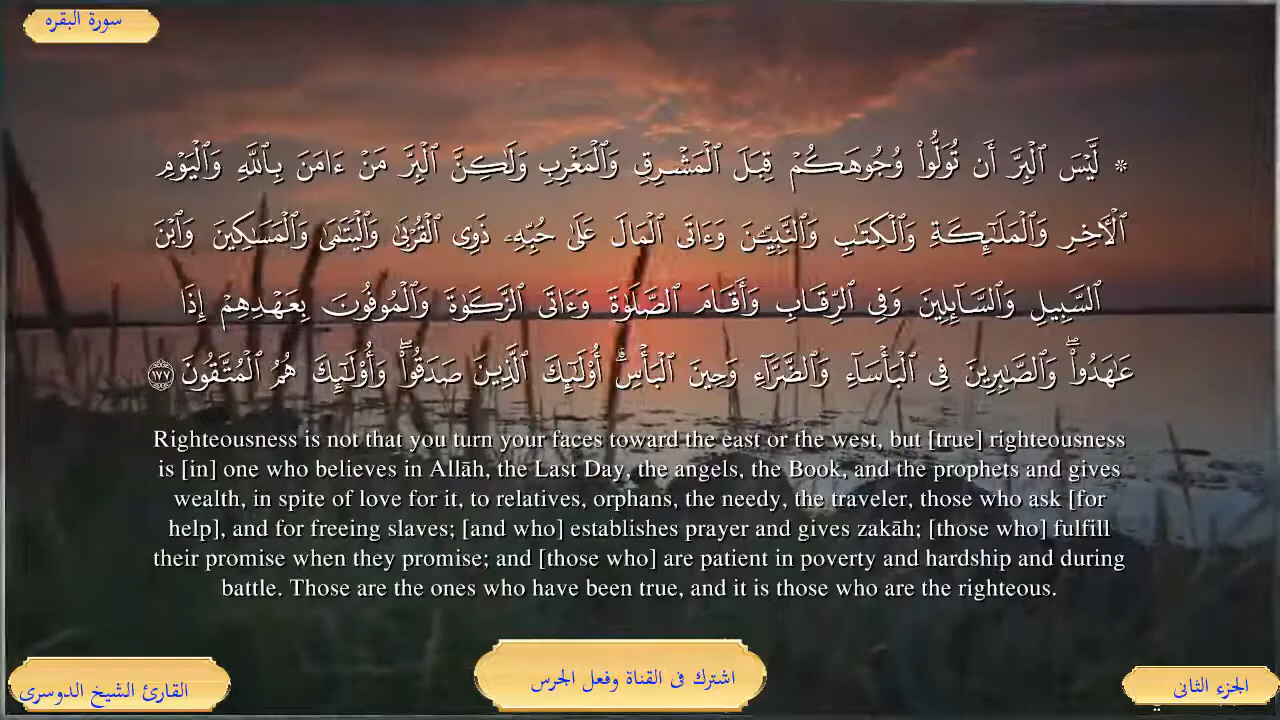 سورة البقره
* لَّيْسَ ٱلْبِرَّ أَن تُوَلُّوا۟ وُجُوهَكُمْ قِبَلَ ٱلْمَشْرِقِ وَٱلْمَغْرِبِ وَلَٰكِنَّ ٱلْبِرَّ مَنْ ءَامَنَ بِٱللَّهِ وَٱلْيَوْمِ
ٱلْأَخِرِ وَٱلْمَلَٰٓئِكَةِ وَٱلْكِتَٰبِ وَٱلنَّبِيِّۦنَ وَءَاتَى ٱلْمَالَ عَلَىٰ حُبِّهِۦ ذَوِى ٱلْقُرْبَىٰ وَٱلْيَتَٰمَىٰ وَٱلْمَسَٰكِينَ وَٱبْنَ
ٱلسَّبِيلِ وَٱلسَّآئِلِينَ وَفِى ٱلرِّقَابِ وَأَقَامَ ٱلصَّلَوٰةَ وَءَاتَى ٱلزَّكَوٰةَ وَٱلْمُوفُونَ بِعَهْدِهِمْ إِذَا
عَٰهَدُوا۟ ۖ وَٱلصَّٰبِرِينَ فِى ٱلْبَأْسَآءِ وَٱلضَّرَّآءِ وَحِينَ ٱلْبَأْسِ ۗ أُو۟لَٰٓئِكَ ٱلَّذِينَ صَدَقُوا۟ ۖ وَأُو۟لَٰٓئِكَ هُمُ ٱلْمُتَّقُونَ ١٧٧
Righteousness is not that you turn your faces toward the east or the west, but [true] righteousness
is [in] one who believes in Allāh, the Last Day, the angels, the Book, and the prophets and gives
wealth, in spite of love for it, to relatives, orphans, the needy, the traveler, those who ask [for
help], and for freeing slaves; [and who] establishes prayer and gives zakāh; [those who] fulfill
their promise when they promise; and [those who] are patient in poverty and hardship and during
battle. Those are the ones who have been true, and it is those who are the righteous.
القارئ الشيخ الدوسرى
اشترك فى القناة وفعل الجرس
الجزء الثانى